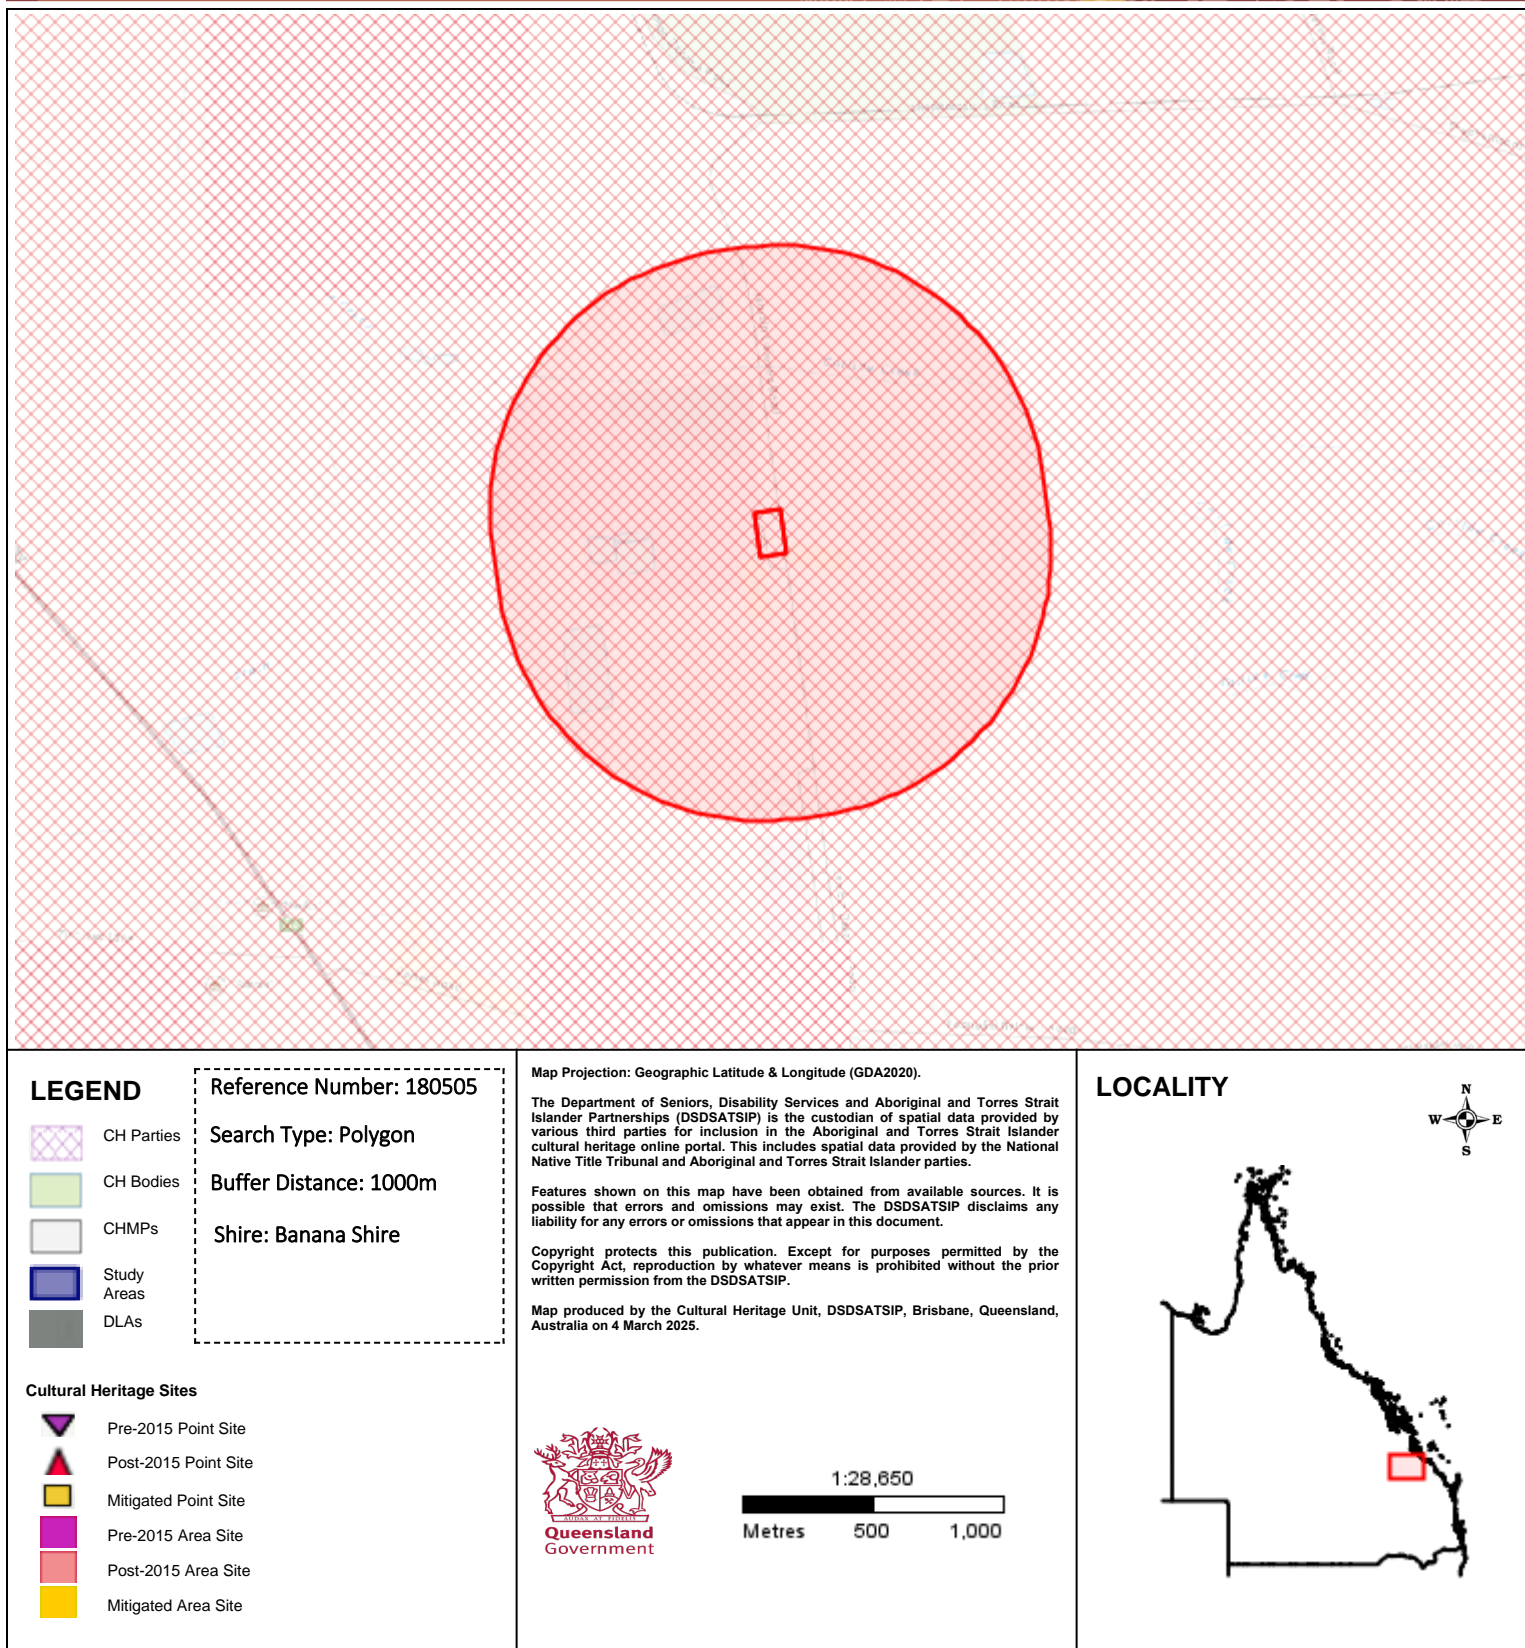 LEGEND
CH Parties
CH Bodies
CHMPs
Study
Areas
DLAs
Reference Number: 180505
Search Type: Polygon
Buffer Distance: 1000m
Shire: Banana Shire
Cultural Heritage Sites
Pre-2015 Point Site
Post-2015 Point Site
Mitigated Point Site
Pre-2015 Area Site
Post-2015 Area Site
Mitigated Area Site
Map Projection: Geographic Latitude & Longitude (GDA2020).
The Department of Seniors, Disability Services and Aboriginal and Torres Strait
Islander Partnerships (DSDSATSIP) is the custodian of spatial data provided by
various third parties for inclusion in the Aboriginal and Torres Strait Islander
cultural heritage online portal. This includes spatial data provided by the National
Native Title Tribunal and Aboriginal and Torres Strait Islander parties.
Features shown on this map have been obtained from available sources. It is
possible that errors and omissions may exist. The DSDSATSIP disclaims any
liability for any errors or omissions that appear in this document.
Copyright protects this publication. Except for purposes permitted by the
Copyright Act, reproduction by whatever means is prohibited without the prior
written permission from the DSDSATSIP.
Map produced by the Cultural Heritage Unit, DSDSATSIP, Brisbane, Queensland,
Australia on 4 March 2025.
AUDAX AT FIDELIS
Queensland
Government
1:28,650
Metres 500 1,000
LOCALITY
N
W E
S